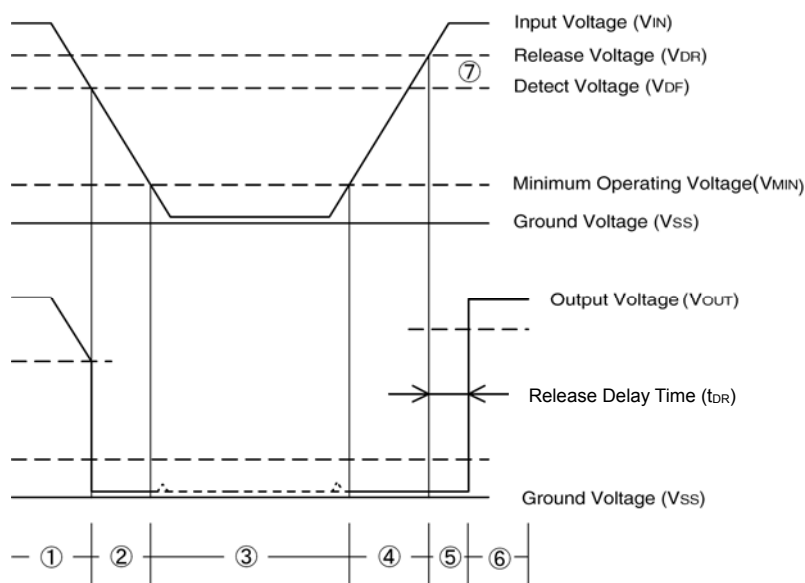 Input Voltage (VIN)
Release Voltage (VDR)
⑦
Detect Voltage (VDF)
Minimum Operating Voltage(VMIN)
Ground Voltage (VSS)
Output Voltage (VOUT)
Release Delay Time (tDR)
Ground Voltage (VSS)
① ② ③ ④ ⑤ ⑥